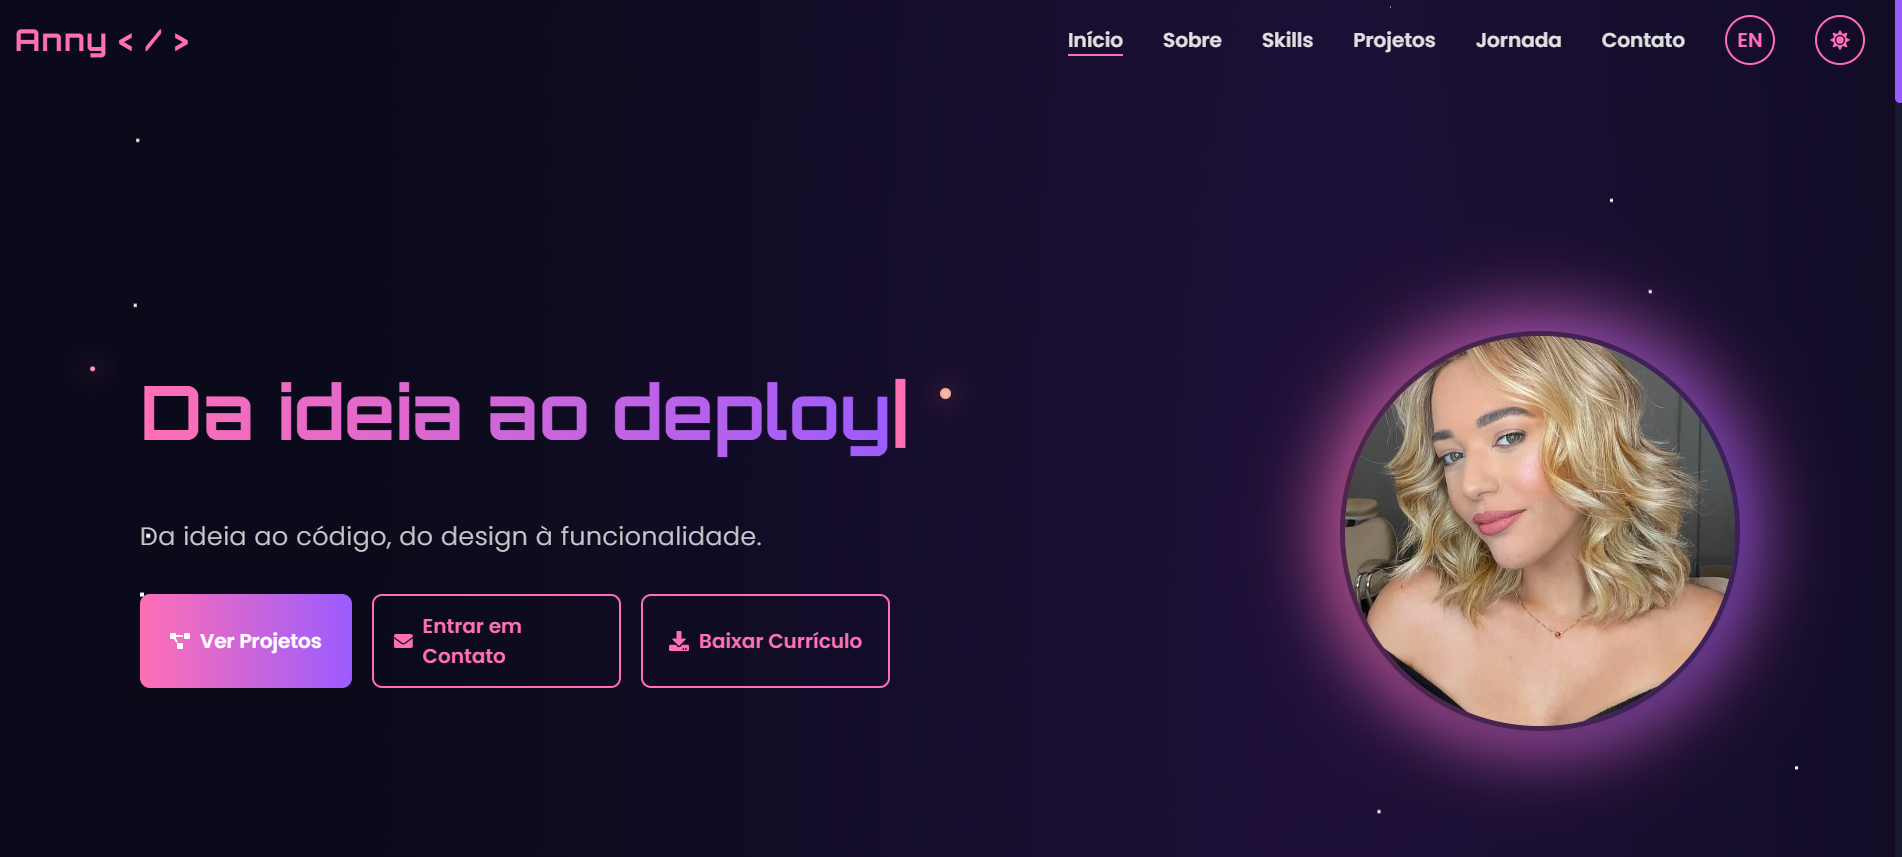 Anny < / >
Início Sobre Skills Projetos Jornada Contato EN
Da ideia ao deploy|
Da ideia ao código, do design à funcionalidade.
Ver Projetos
Entrar em
Contato
Baixar Currículo